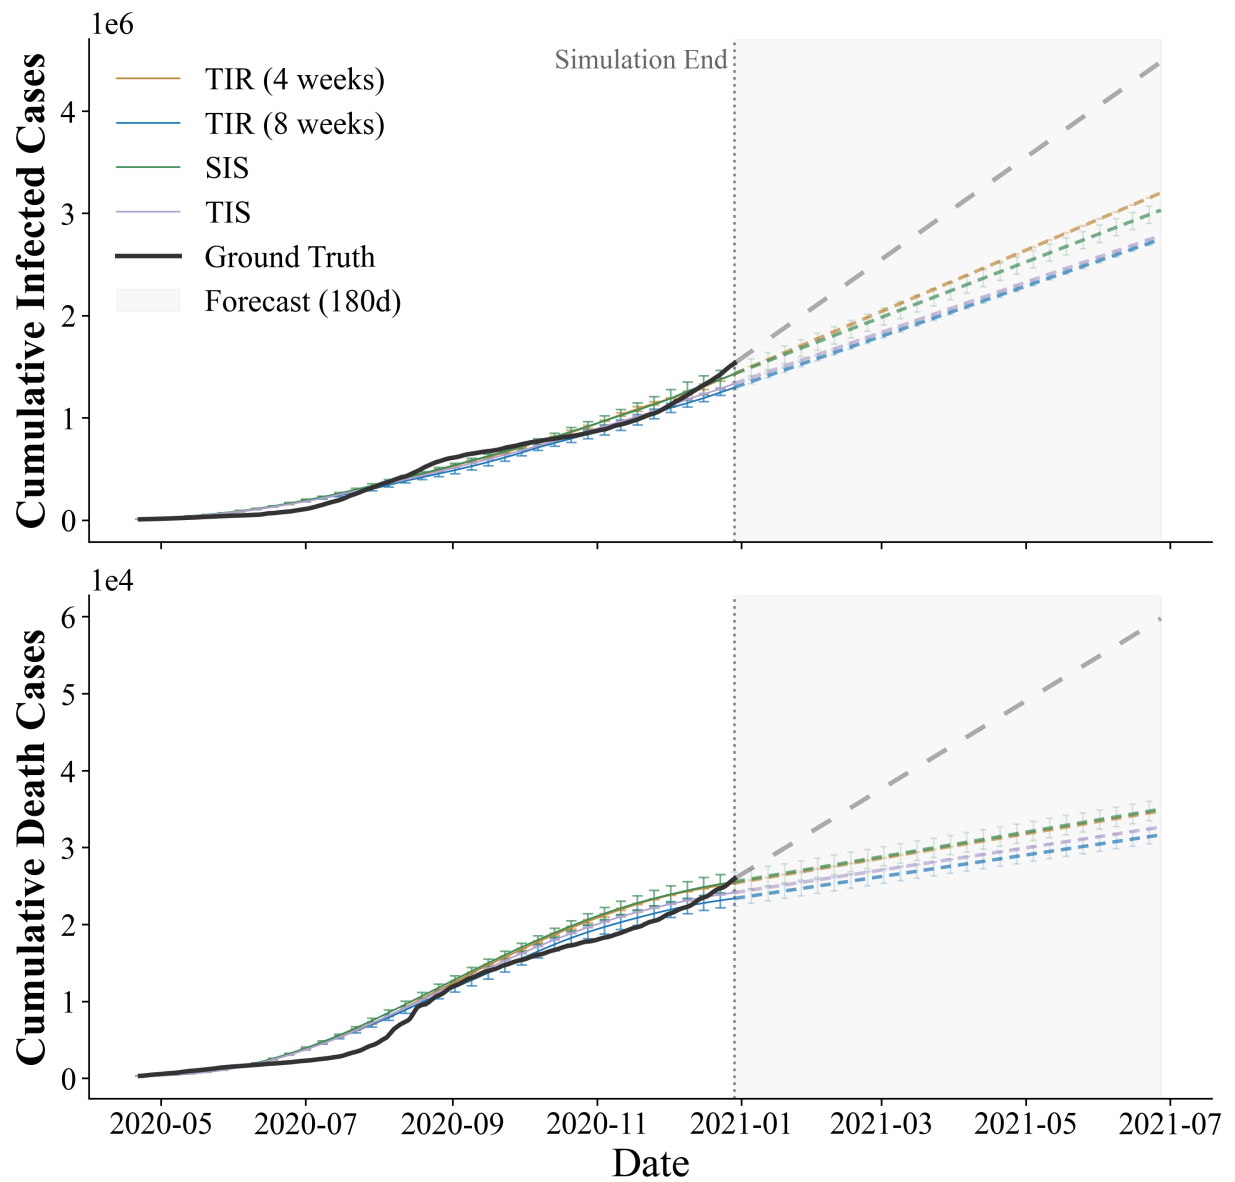 1e6
Cumulative Infected Cases
4
3
2
1
0
Simulation End
TIR (4 weeks)
TIR (8 weeks)
SIS
TIS
Ground Truth
Forecast (180d)
1e4
Cumulative Death Cases
6
5
4
3
2
1
0
2020-05 2020-07 2020-09 2020-11 2021-01 2021-03 2021-05 2021-07
Date